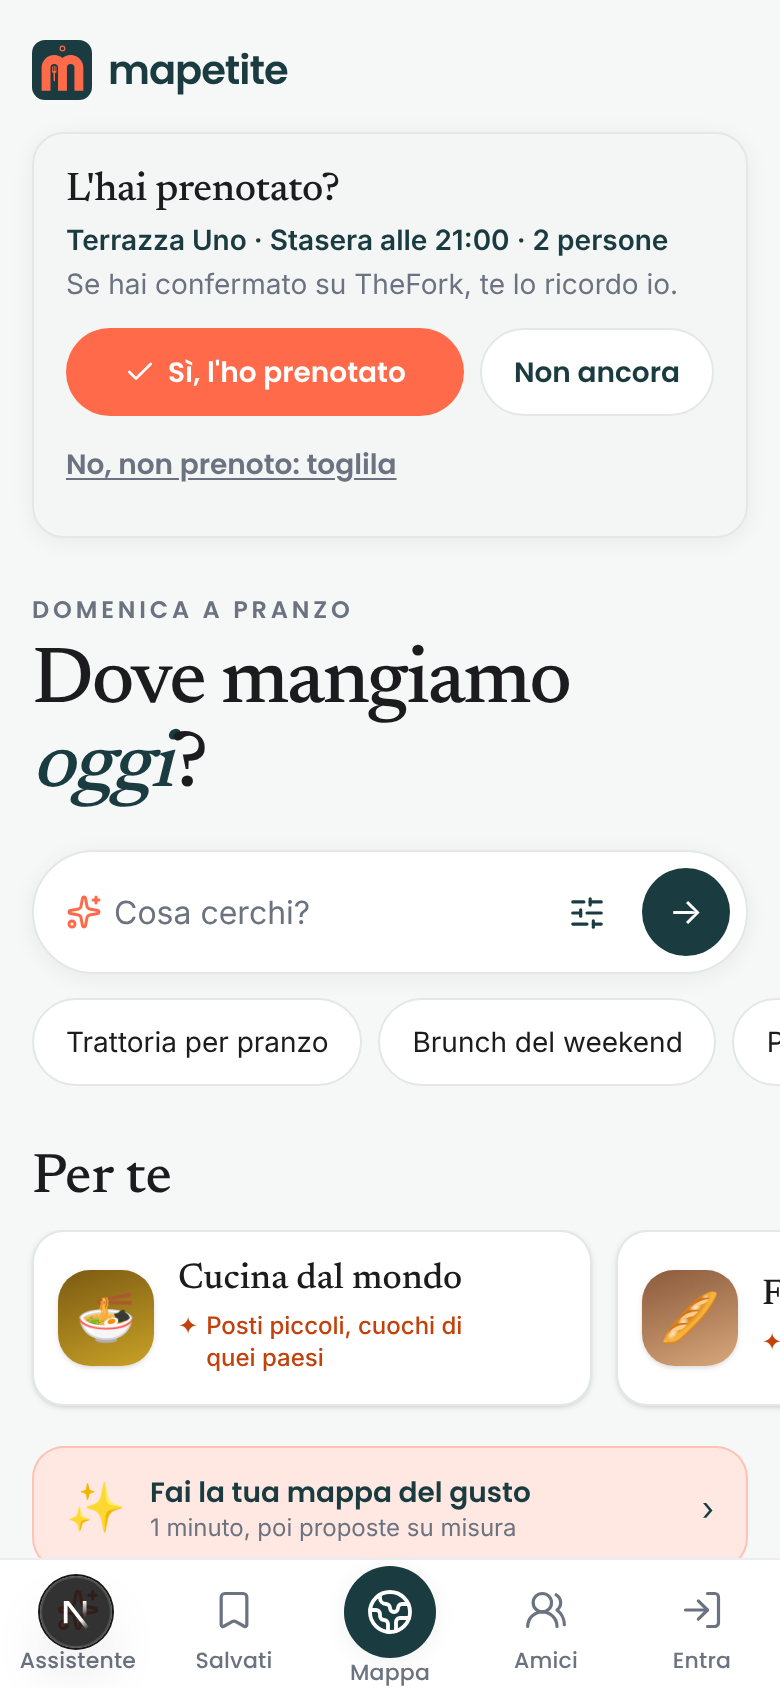 mapetite
L'hai prenotato?
Terrazza Uno · Stasera alle 21:00 · 2 persone
Se hai confermato su TheFork, te lo ricordo io.
Sì, l'ho prenotato
Non ancora
No, non prenoto: toglila
DOMENICA A PRANZO
Dove mangiamo
oggi?
Cosa cerchi?
Trattoria per pranzo
Brunch del weekend
P
Per te
Cucina dal mondo
✦ Posti piccoli, cuochi di
quei paesi
F
✦
Fai la tua mappa del gusto
1 minuto, poi proposte su misura
›
N
Assistente
Salvati
Mappa
Amici
Entra